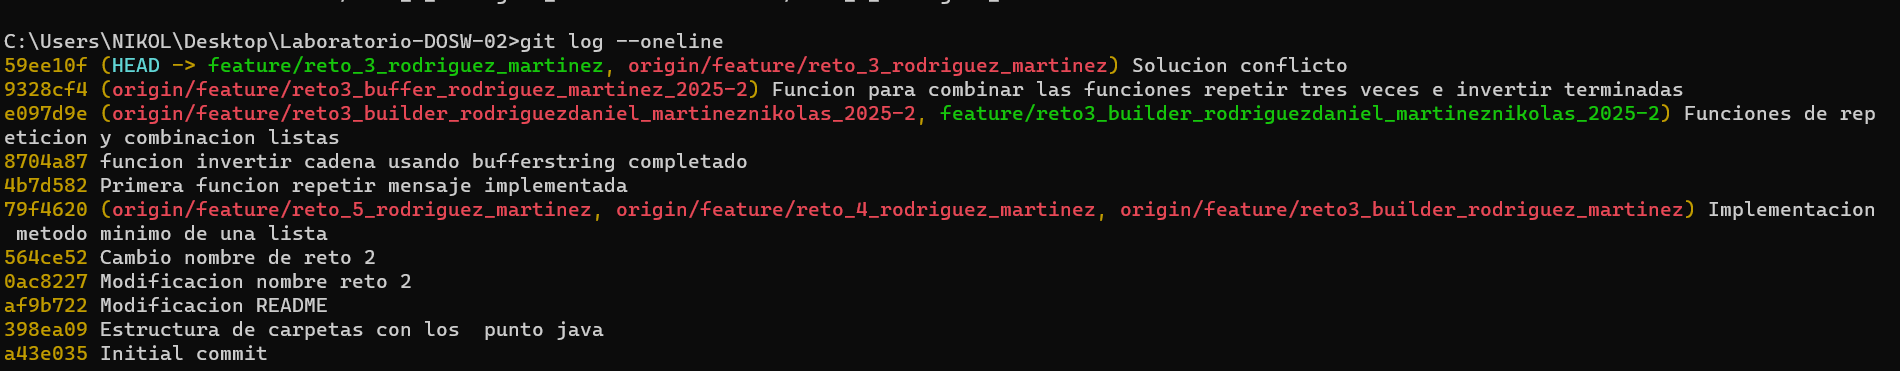 C:\Users\NIKOL\Desktop\Laboratorio-DOSW-02>git log --oneline
59ee10f (HEAD -> feature/reto_3_rodriguez_martinez, origin/feature/reto_3_rodriguez_martinez) Solucion conflicto
9328cf4 (origin/feature/reto3_buffer_rodriguez_martinez_2025-2) Funcion para combinar las funciones repetir tres veces e invertir terminadas
e097d9e (origin/feature/reto3_builder_rodriguezdaniel_martineznikolas_2025-2, feature/reto3_builder_rodriguezdaniel_martineznikolas_2025-2) Funciones de rep
eticion y combinacion listas
8704a87 funcion invertir cadena usando bufferstring completado
4b7d582 Primera funcion repetir mensaje implementada
79f4620 (origin/feature/reto_5_rodriguez_martinez, origin/feature/reto_4_rodriguez_martinez, origin/feature/reto3_builder_rodriguez_martinez) Implementacion
 metodo minimo de una lista
564ce52 Cambio nombre de reto 2
0ac8227 Modificacion nombre reto 2
af9b722 Modificacion README
398ea09 Estructura de carpetas con los  punto java
a43e035 Initial commit